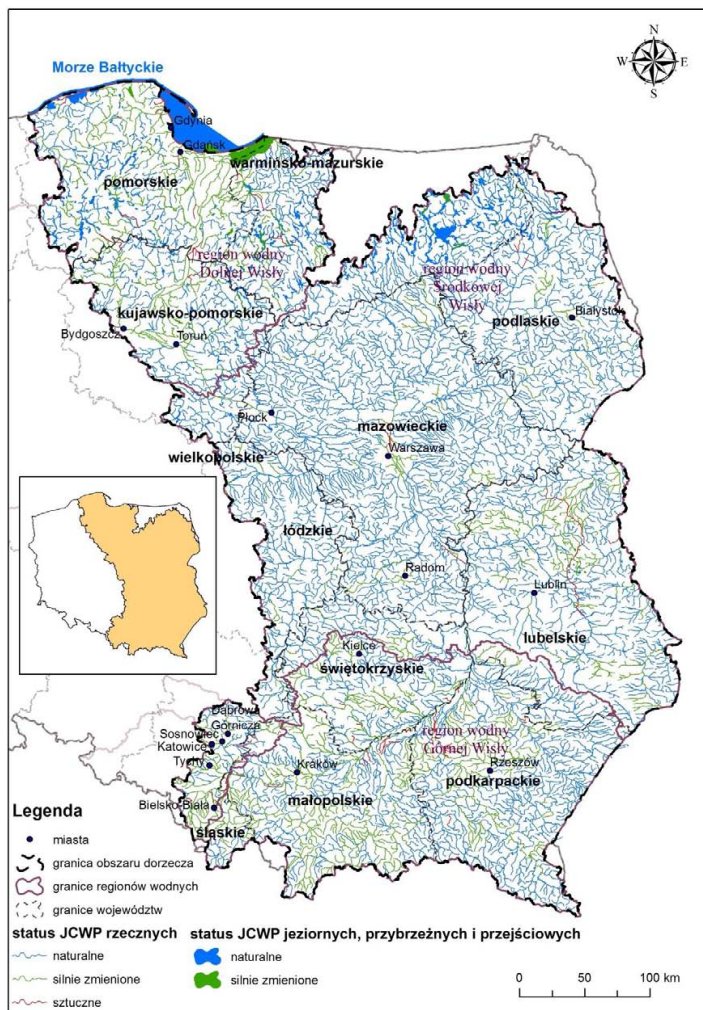 N
W E
S
Morze Bałtyckie
Gdynia
Gdańsk
warmińsko-mazurskie
pomorskie
region wodny
Dolnej Wisły
region wodny
Środkowej
Wisły
kujawsko-pomorskie
podlaskie
Białystok
Bydgoszcz
Toruń
Płock
mazowieckie
Warszawa
wielkopolskie
łódzkie
Radom
Lublin
lubelskie
Kielce
świętokrzyskie
Dąbrowa
Górnicza
Sosnowiec
Katowice
Tychy
region wodny
Górnej Wisły
Kraków
Rzeszów
podkarpackie
małopolskie
Bielsko-Biała
śląskie
Legenda
miasta
granica obszaru dorzecza
granice regionów wodnych
granice województw
status JCWP rzecznych
naturalne
silnie zmienione
sztuczne
status JCWP jeziornych, przybrzeżnych i przejściowych
naturalne
silnie zmienione
0 50 100 km